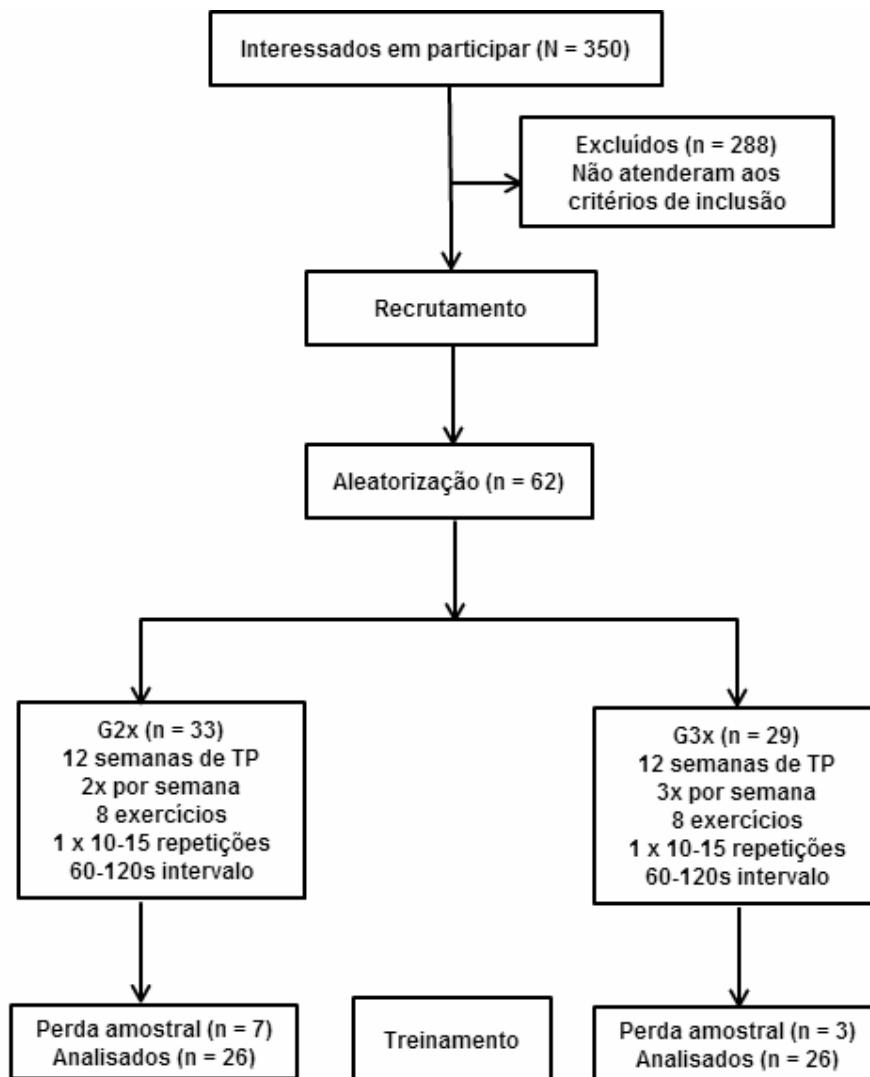 Interessados em participar (N = 350)
Excluídos (n = 288)
Não atenderam aos
critérios de inclusão
Recrutamento
Aleatorização (n = 62)
G2x (n = 33)
12 semanas de TP
2x por semana
8 exercícios
1 x 10-15 repetições
60-120s intervalo
G3x (n = 29)
12 semanas de TP
3x por semana
8 exercícios
1 x 10-15 repetições
60-120s intervalo
Perda amostral (n = 7)
Analisados (n = 26)
Treinamento
Perda amostral (n = 3)
Analisados (n = 26)